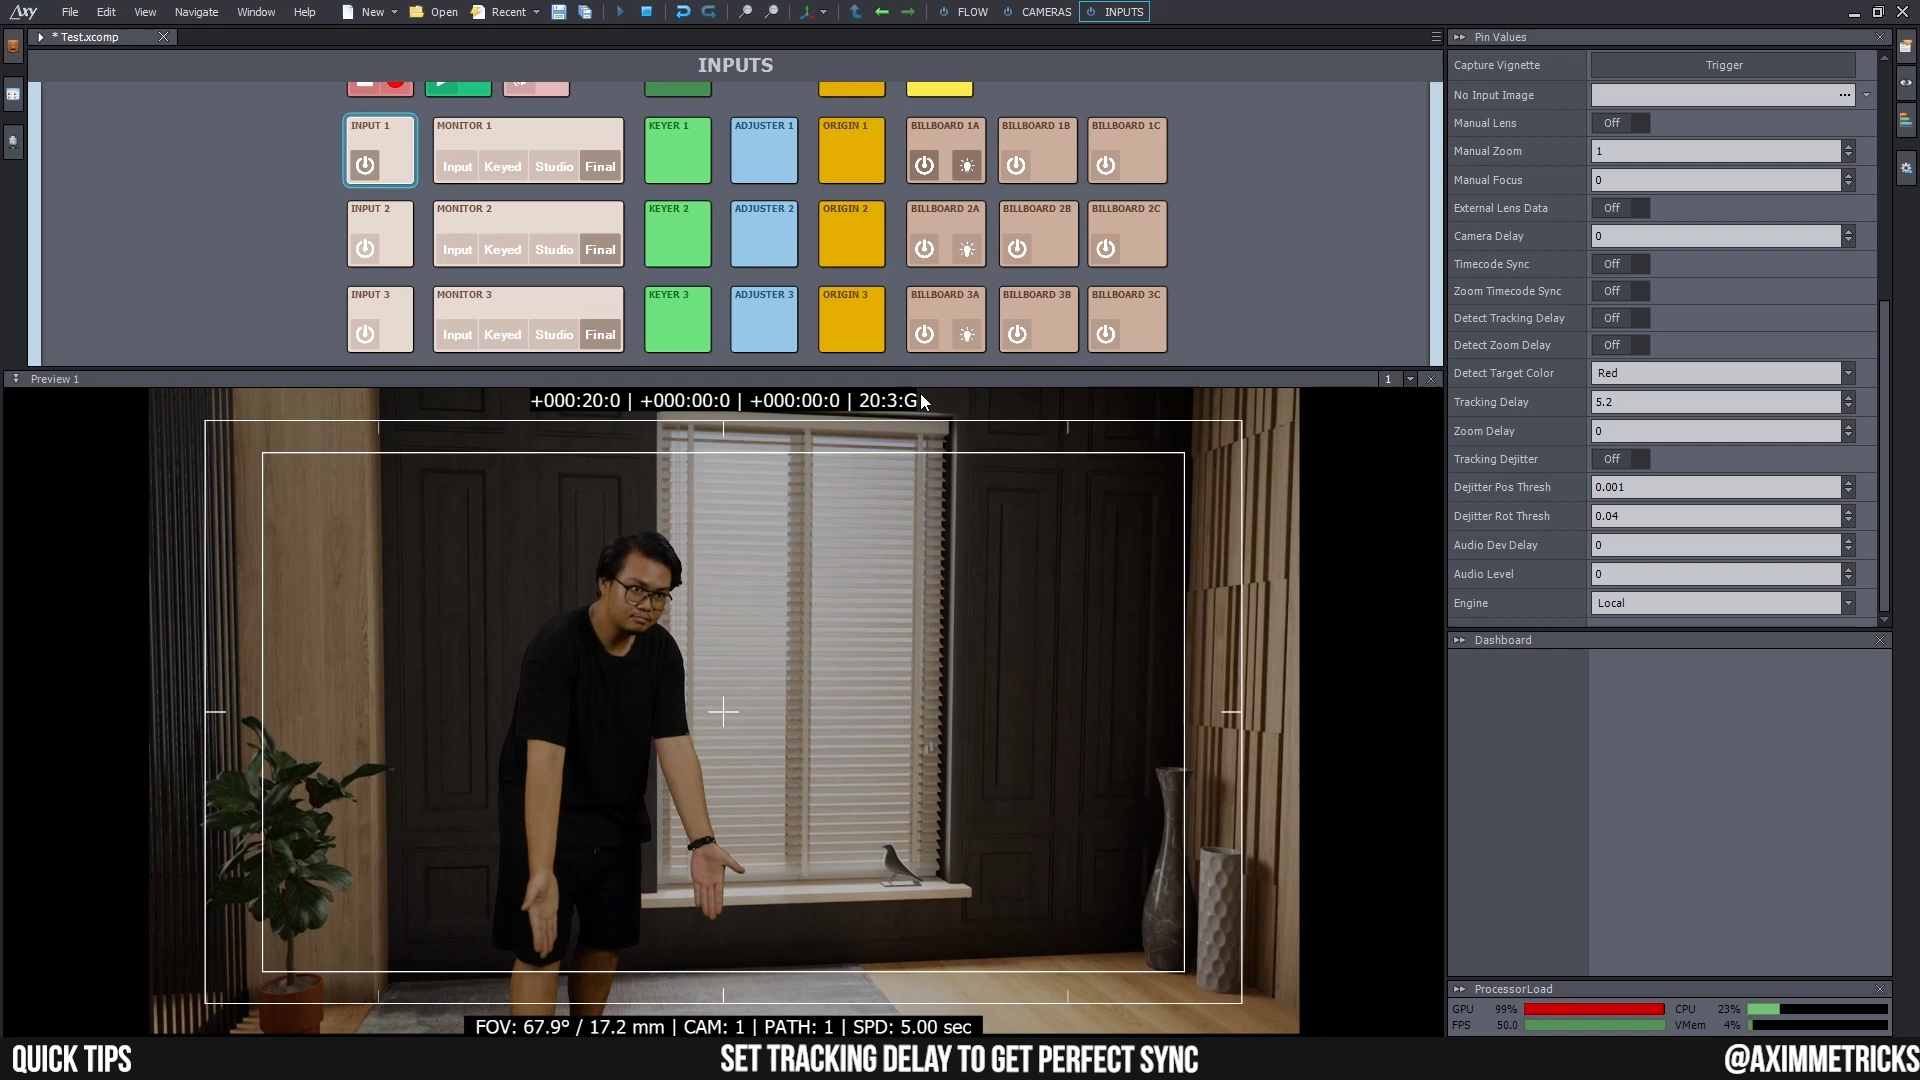 Axy File Edit View Navigate Window Help New Open Recent FLOW CAMERAS INPUTS
* Test.xcomp
INPUTS
INPUT 1 MONITOR 1 KEYER 1 ADJUSTER 1 ORIGIN 1 BILLBOARD 1A BILLBOARD 1B BILLBOARD 1C
Input Keyed Studio Final
INPUT 2 MONITOR 2 KEYER 2 ADJUSTER 2 ORIGIN 2 BILLBOARD 2A BILLBOARD 2B BILLBOARD 2C
Input Keyed Studio Final
INPUT 3 MONITOR 3 KEYER 3 ADJUSTER 3 ORIGIN 3 BILLBOARD 3A BILLBOARD 3B BILLBOARD 3C
Input Keyed Studio Final
Preview 1 1
+000:20:0 | +000:00:0 | +000:00:0 | 20:3:G
FOV: 67.9° / 17.2 mm | CAM: 1 | PATH: 1 | SPD: 5.00 sec
Pin Values
Capture Vignette Trigger
No Input Image ...
Manual Lens Off
Manual Zoom 1
Manual Focus 0
External Lens Data Off
Camera Delay 0
Timecode Sync Off
Zoom Timecode Sync Off
Detect Tracking Delay Off
Detect Zoom Delay Off
Detect Target Color Red
Tracking Delay 5.2
Zoom Delay 0
Tracking Dejitter Off
Dejitter Pos Thresh 0.001
Dejitter Rot Thresh 0.04
Audio Dev Delay 0
Audio Level 0
Engine Local
Dashboard
ProcessorLoad
GPU 99% CPU 23%
FPS 50.0 VMem 4%
QUICK TIPS SET TRACKING DELAY TO GET PERFECT SYNC @AXIMMETRICKS